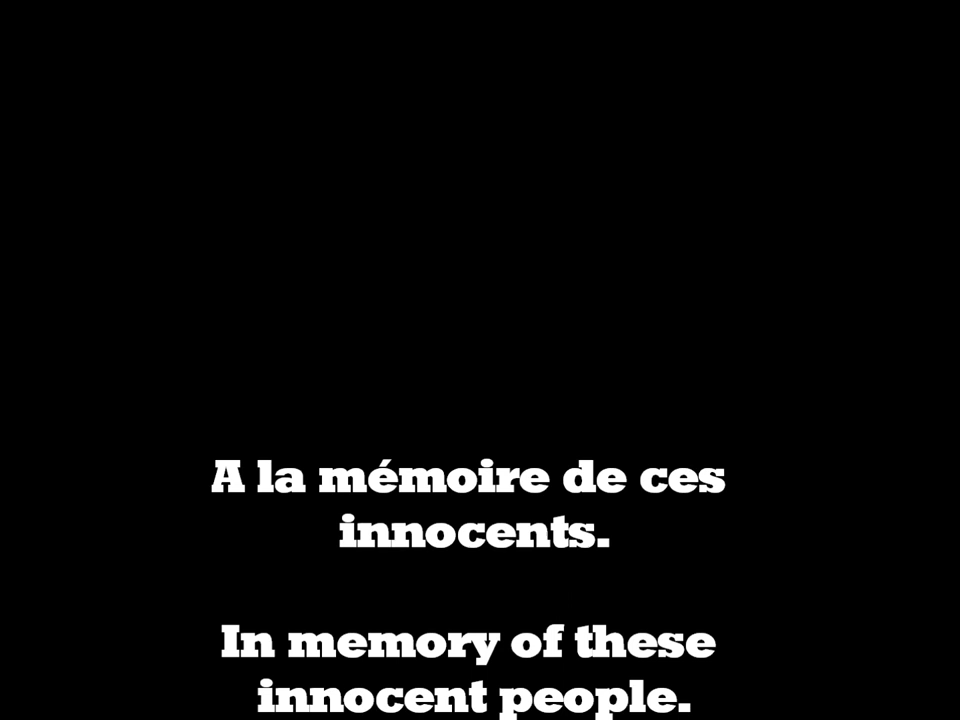 A la mémoire de ces
innocents.
In memory of these
innocent people.